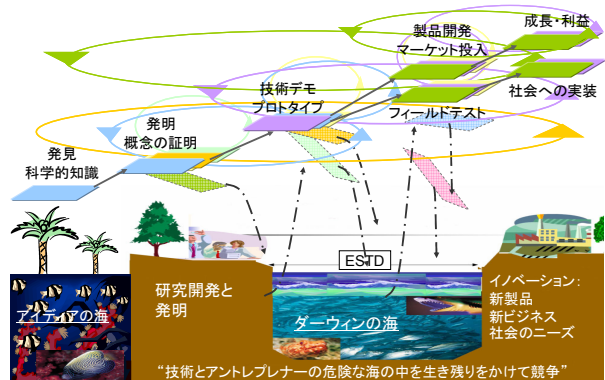 成長・利益
製品開発
マーケット投入
社会への実装
技術デモ
プロトタイプ
フィールドテスト
発明
概念の証明
発見
科学的知識
ESTD
アイディアの海
研究開発と
発明
ダーウィンの海
イノベーション：
新製品
新ビジネス
社会のニーズ
“技術とアントレプレナーの危険な海の中を生き残りをかけて競争”